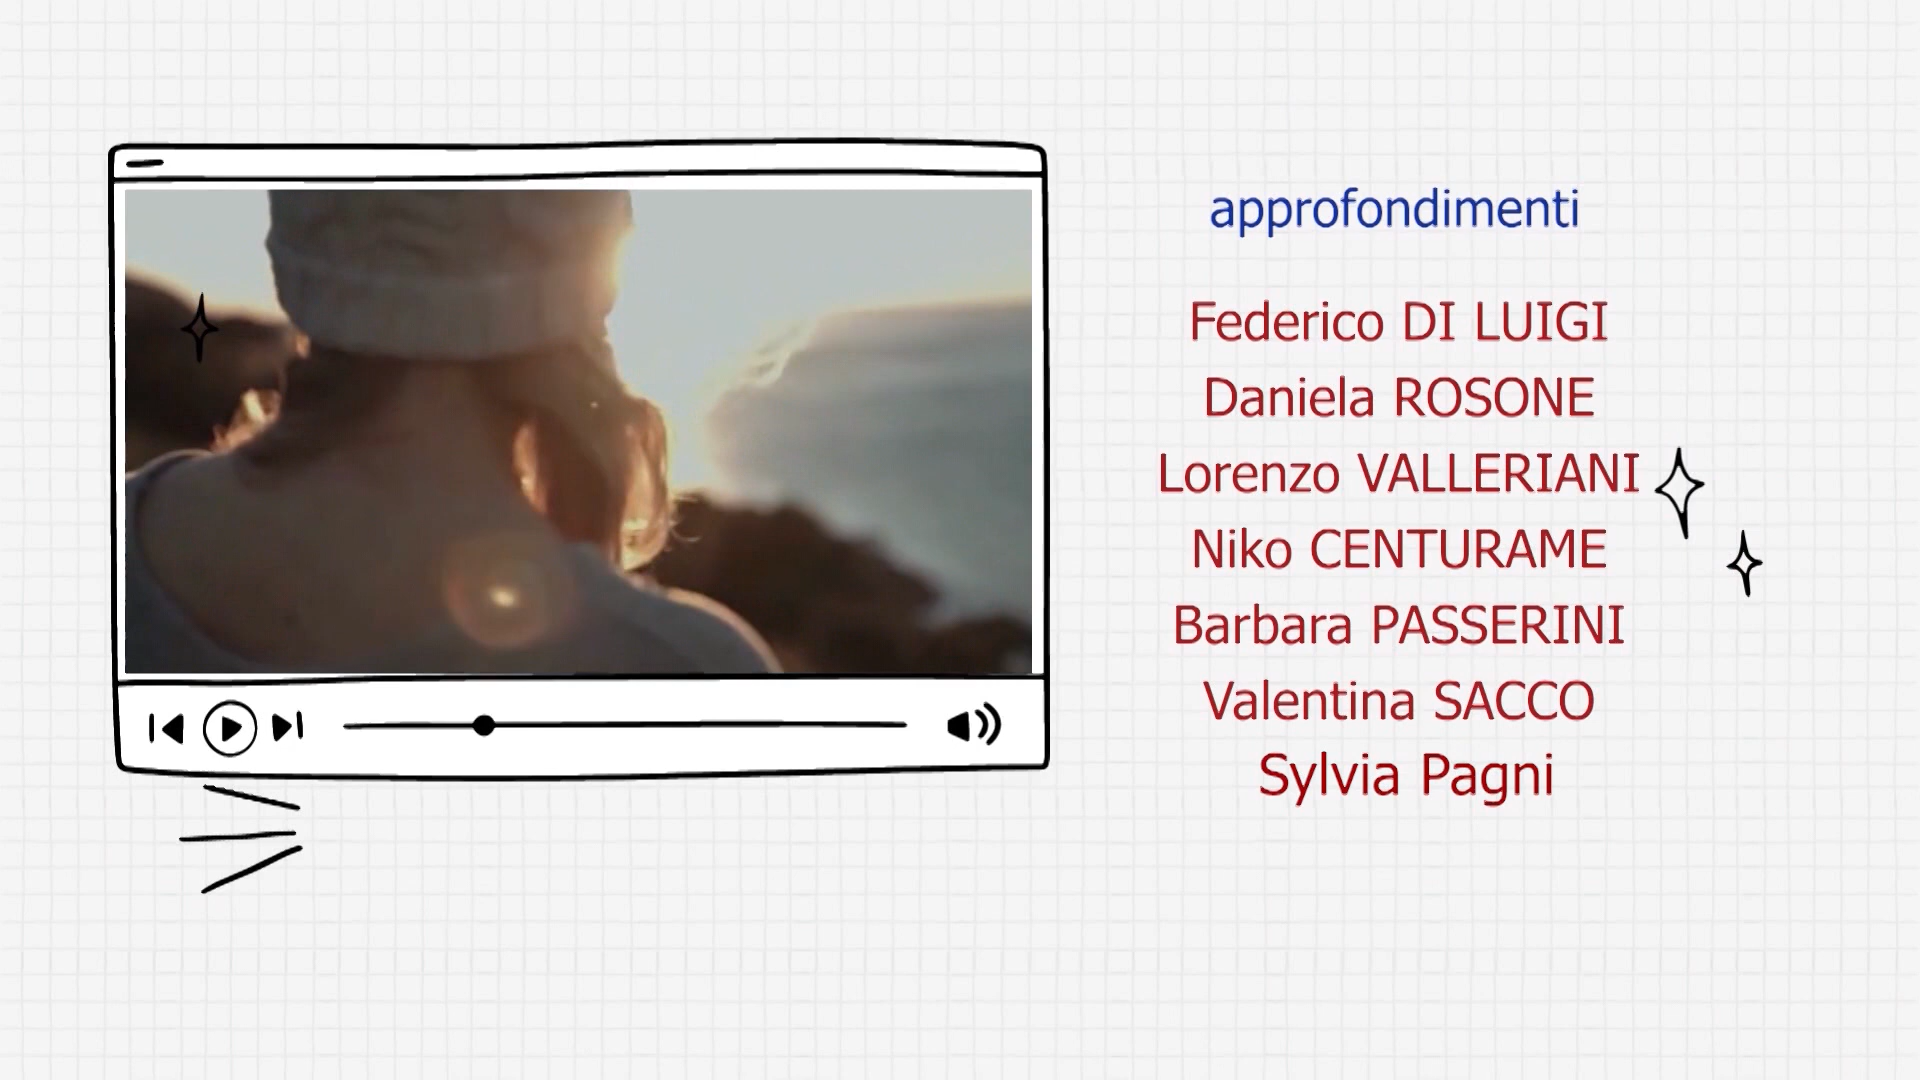 approfondimenti
Federico DI LUIGI
Daniela ROSONE
Lorenzo VALLERIANI
Niko CENTURAME
Barbara PASSERINI
Valentina SACCO
Sylvia Pagni